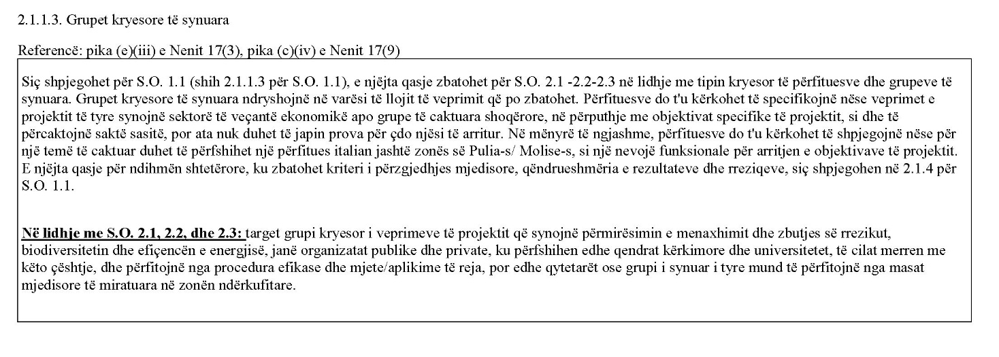 2.1.1.3. Grupet kryesore të synuara
Referencë: pika (e)(iii) e Nenit 17(3), pika (c)(iv) e Nenit 17(9)
Siç shpjegohet për S.O. 1.1 (shih 2.1.1.3 për S.O. 1.1), e njëjta qasje zbatohet për S.O. 2.1 -2.2-2.3 në lidhje me tipin kryesor të përfituesve dhe grupeve të
synuara. Grupet kryesore të synuara ndryshojnë në varësi të llojit të veprimit që po zbatohet. Përfituesve do t'u kërkohet të specifikojnë nëse veprimet e
projektit të tyre synojnë sektorë të veçantë ekonomikë apo grupe të caktuara shoqërore, në përputhje me objektivat specifike të projektit, si dhe të
përcaktojnë saktë sasitë, por ata nuk duhet të japin prova për çdo njësi të arritur. Në mënyrë të ngjashme, përfituesve do t'u kërkohet të shpjegojnë nëse për
një temë të caktuar duhet të përfshihet një përfitues italian jashtë zonës së Pulia-s/ Molise-s, si një nevojë funksionale për arritjen e objektivave të projektit.
E njëjta qasje për ndihmën shtetërore, ku zbatohet kriteri i përzgjedhjes mjedisore, qëndrueshmëria e rezultateve dhe rreziqeve, siç shpjegohen në 2.1.4 për
S.O. 1.1.
Në lidhje me S.O. 2.1, 2.2, dhe 2.3: target grupi kryesor i veprimeve të projektit që synojnë përmirësimin e menaxhimit dhe zbutjes së rrezikut,
biodiversitetin dhe efiçencën e energjisë, janë organizatat publike dhe private, ku përfshihen edhe qendrat kërkimore dhe universitetet, të cilat merren me
këto çështje, dhe përfitojnë nga procedura efikase dhe mjete/aplikime të reja, por edhe qytetarët ose grupi i synuar i tyre mund të përfitojnë nga masat
mjedisore të miratuara në zonën ndërkufitare.